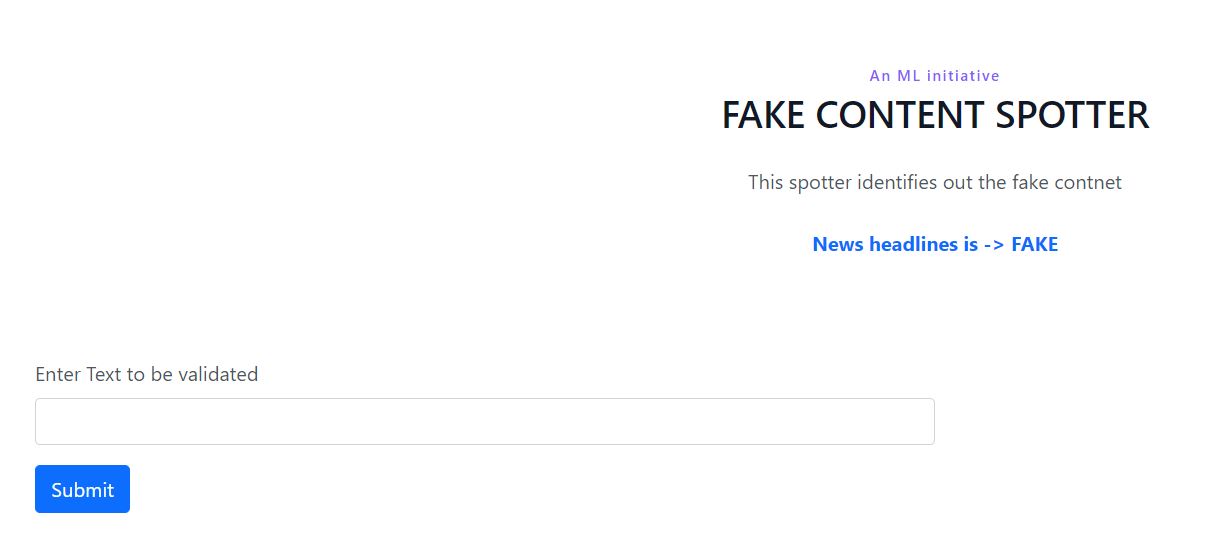 An ML initiative
FAKE CONTENT SPOTTER
This spotter identifies out the fake contnet
News headlines is -> FAKE
Enter Text to be validated
Submit